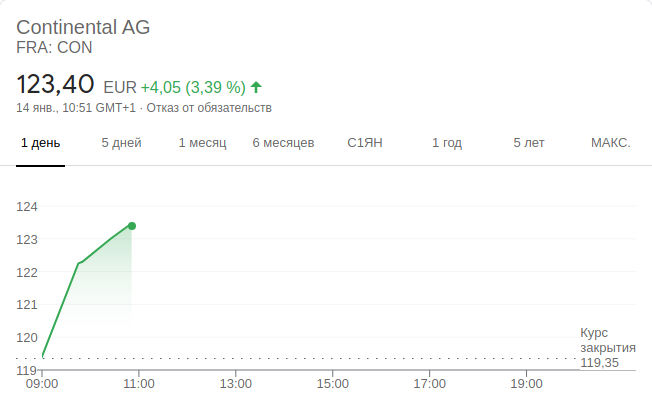 Continental AG
FRA: CON
123,40 EUR +4,05 (3,39 %)
14 янв., 10:51 GMT+1 · Отказ от обязательств
1 день 5 дней 1 месяц 6 месяцев С1ЯН 1 год 5 лет МАКС.
124
123
122
121
120
119
Курс
закрытия
119,35
09:00 11:00 13:00 15:00 17:00 19:00